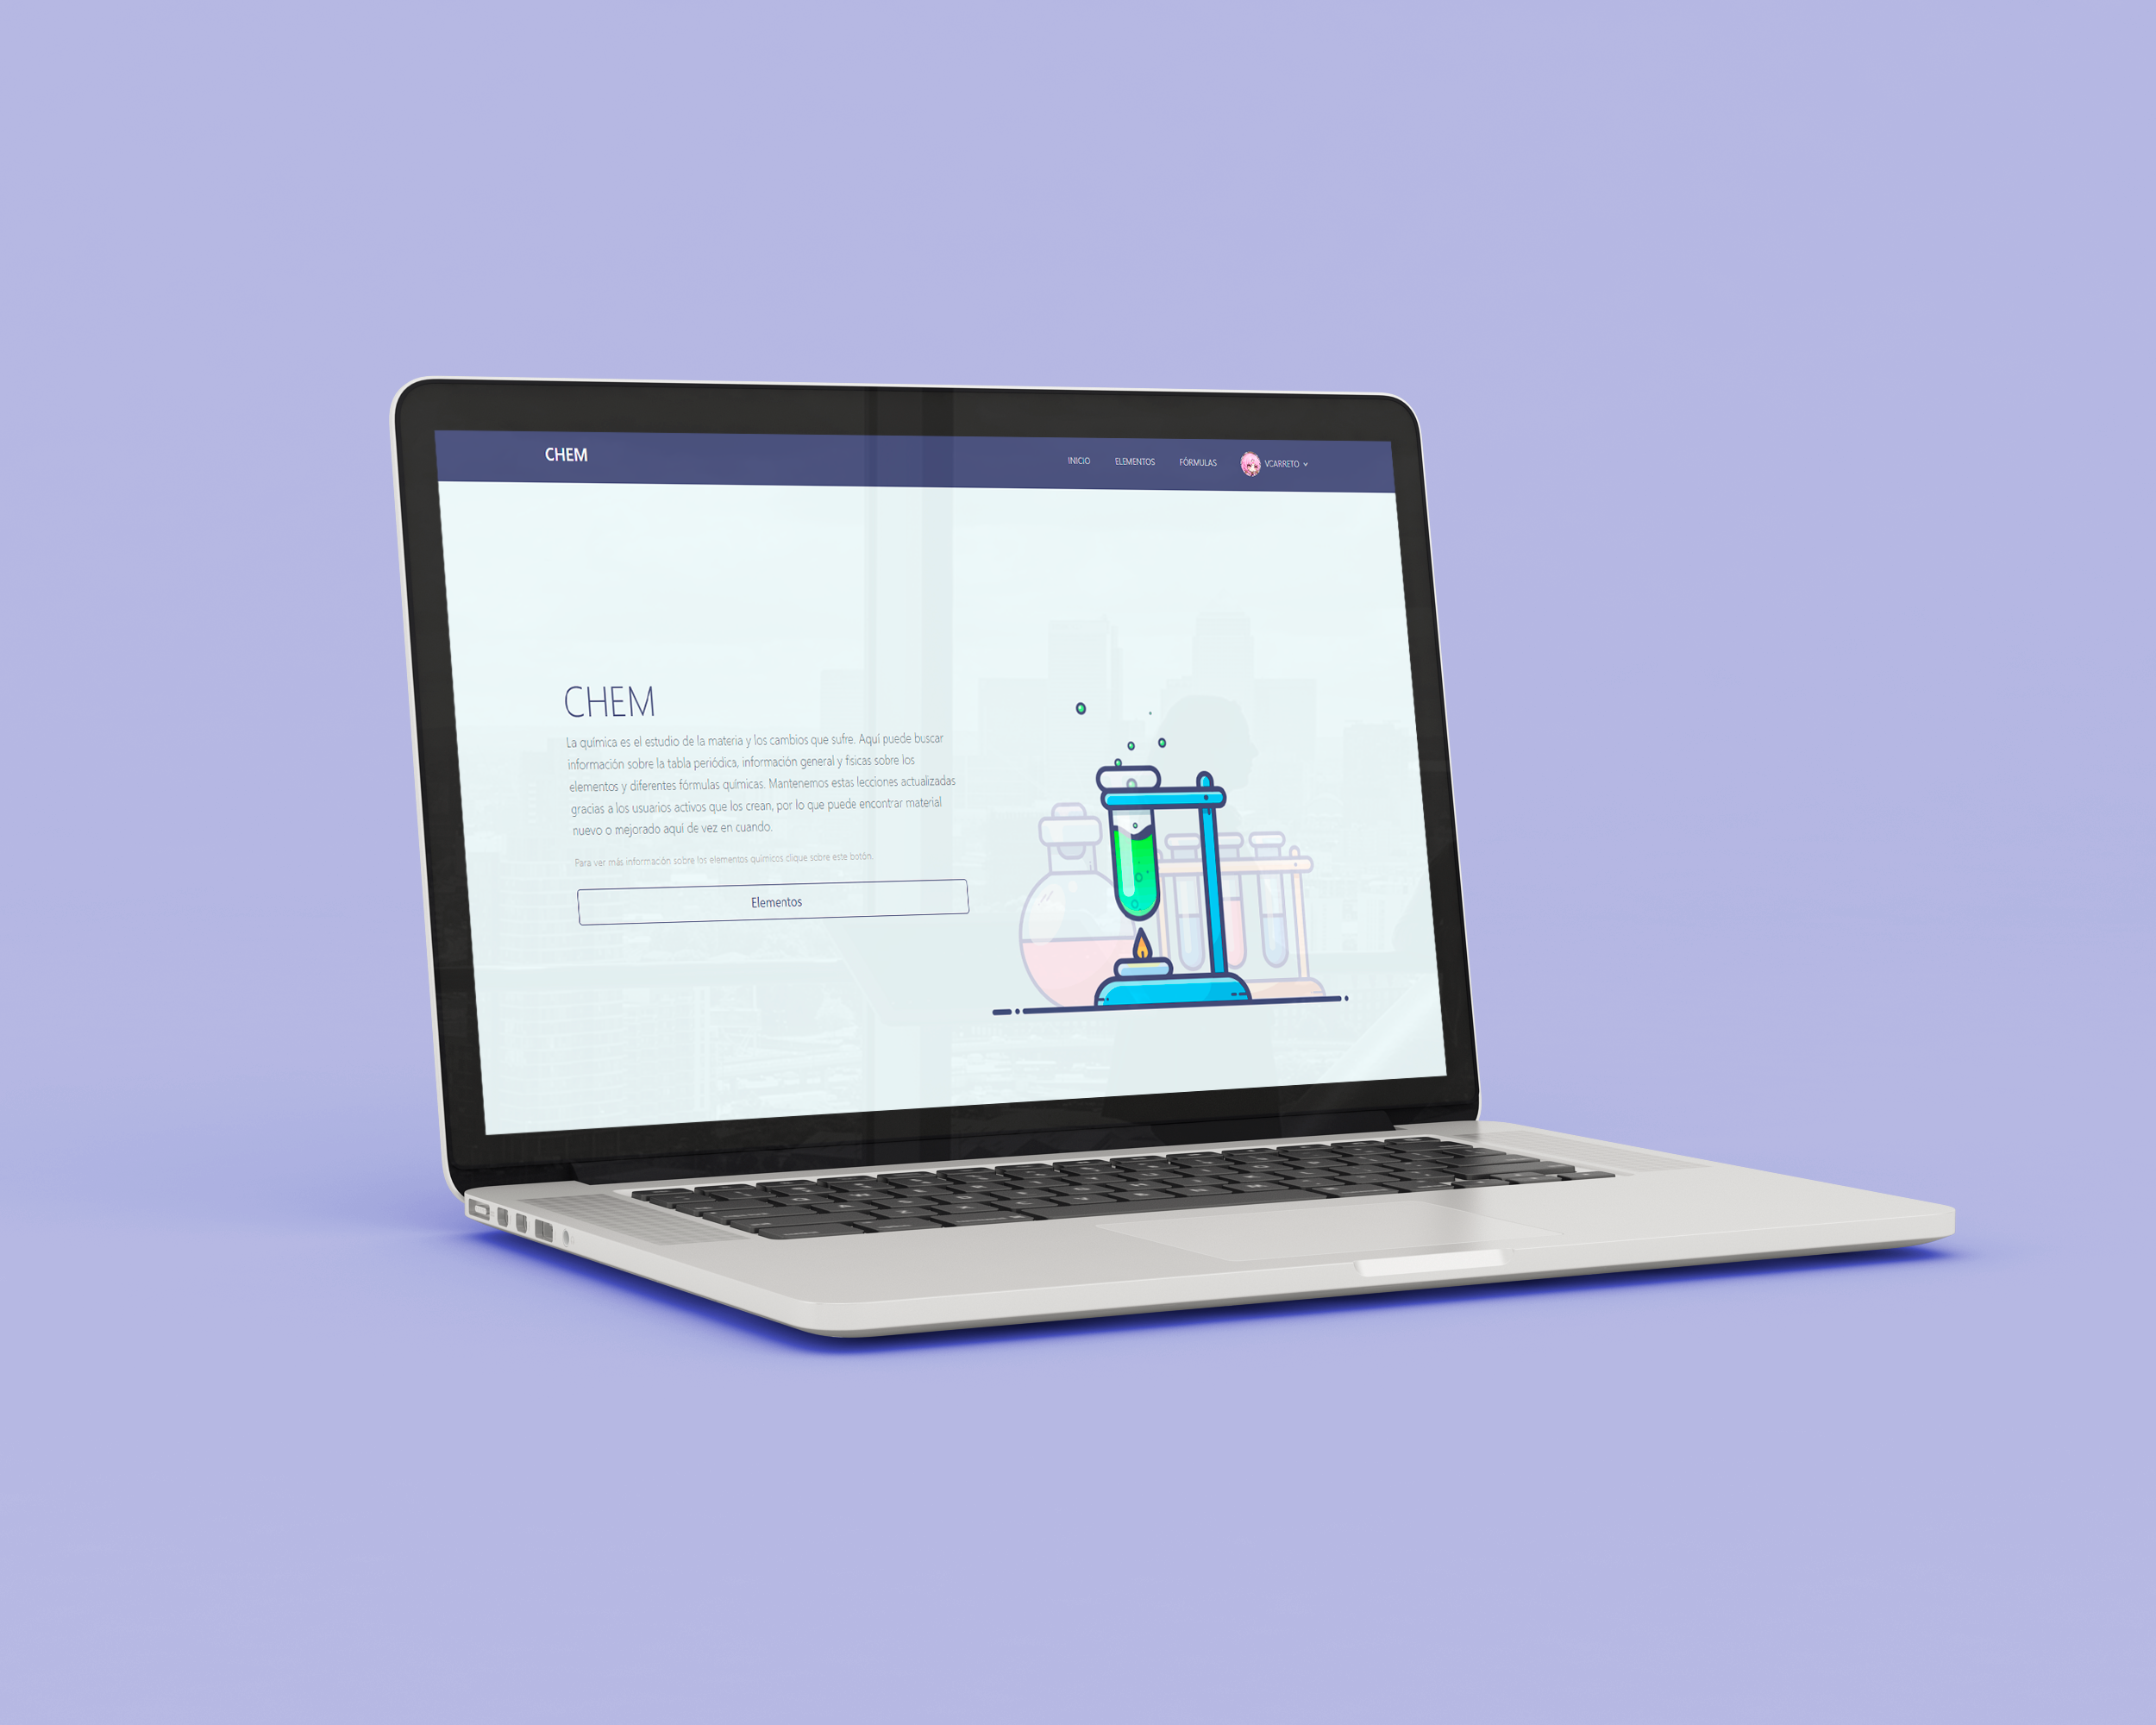 CHEM
INICIO
ELEMENTOS
FÓRMULAS
VCARRETO
CHEM
La química es el estudio de la materia y los cambios que sufre. Aquí puede buscar
información sobre la tabla periódica, información general y físicas sobre los
elementos y diferentes fórmulas químicas. Mantenemos estas lecciones actualizadas
gracias a los usuarios activos que los crean, por lo que puede encontrar material
nuevo o mejorado aquí de vez en cuando.
Para ver más información sobre los elementos químicos clique sobre este botón.
Elementos